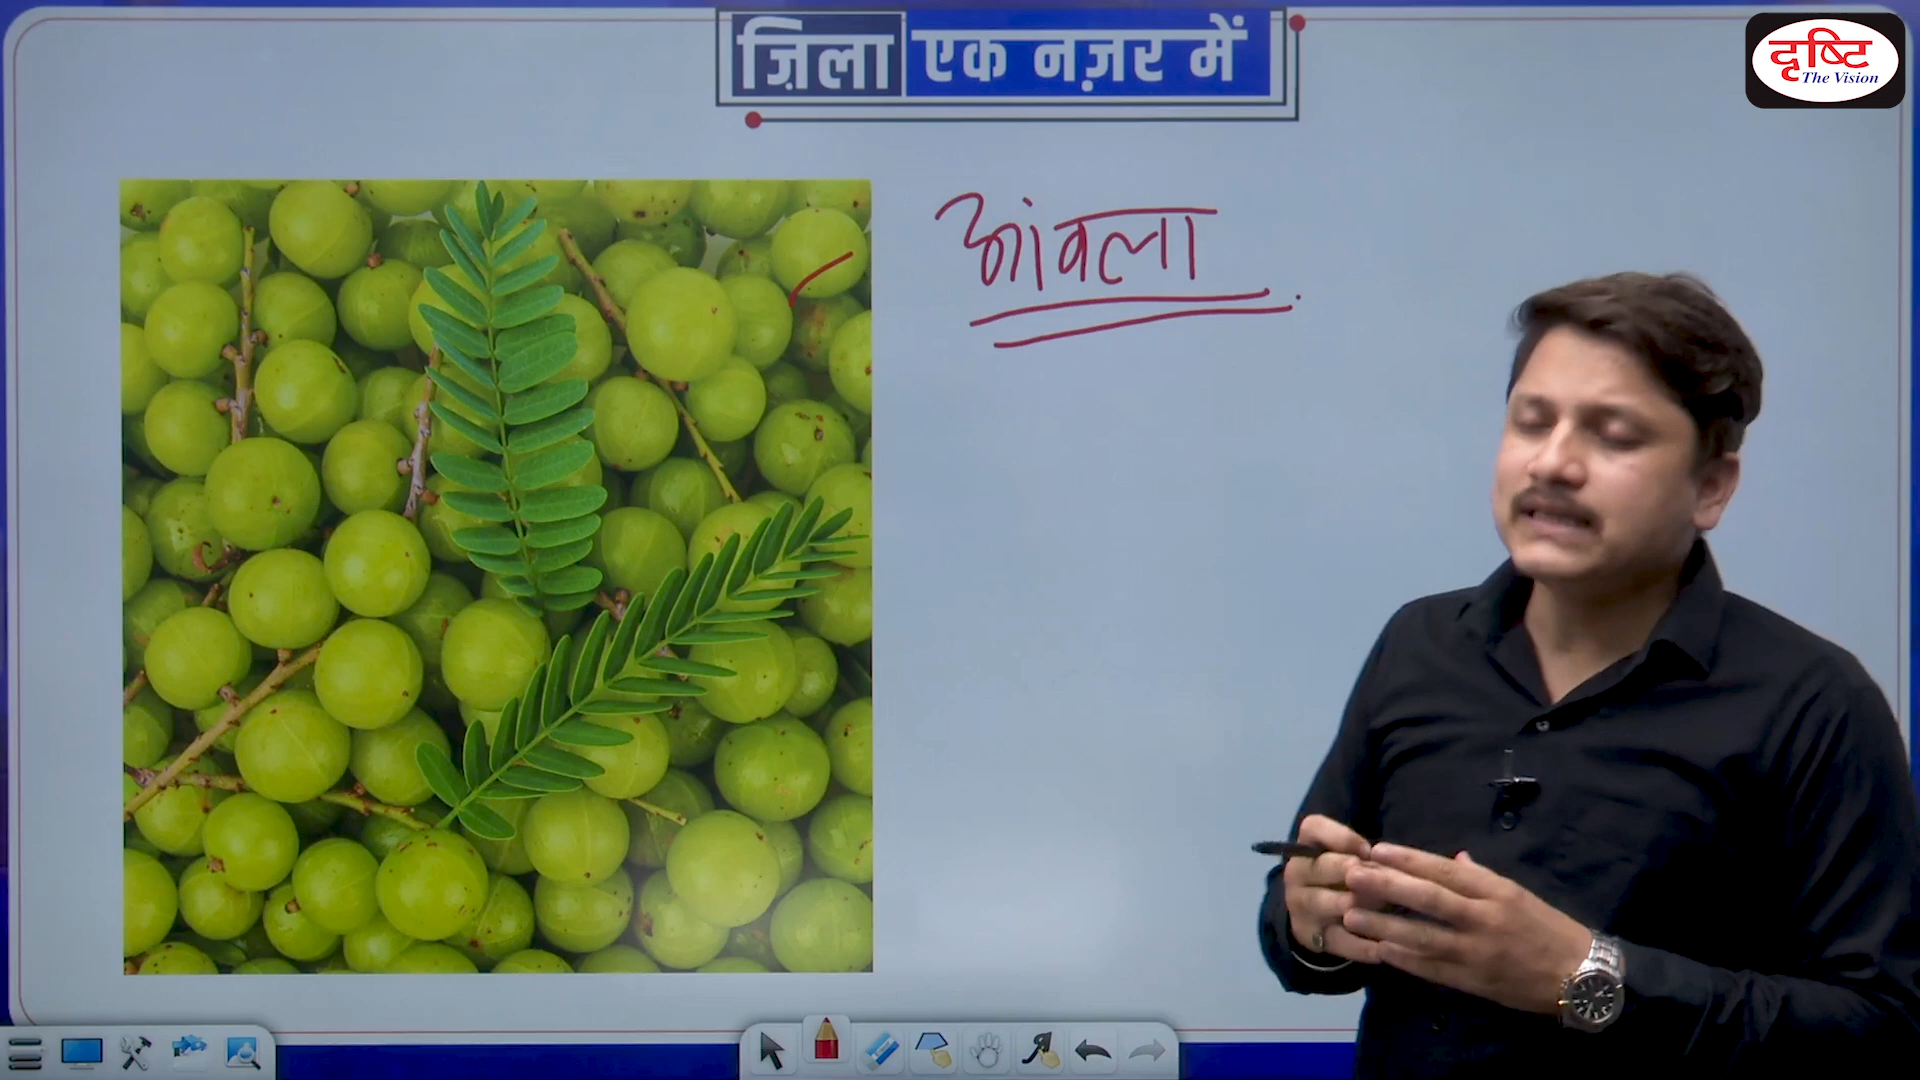 ज़िला एक नज़र में
दृष्टि
The Vision
आंवला